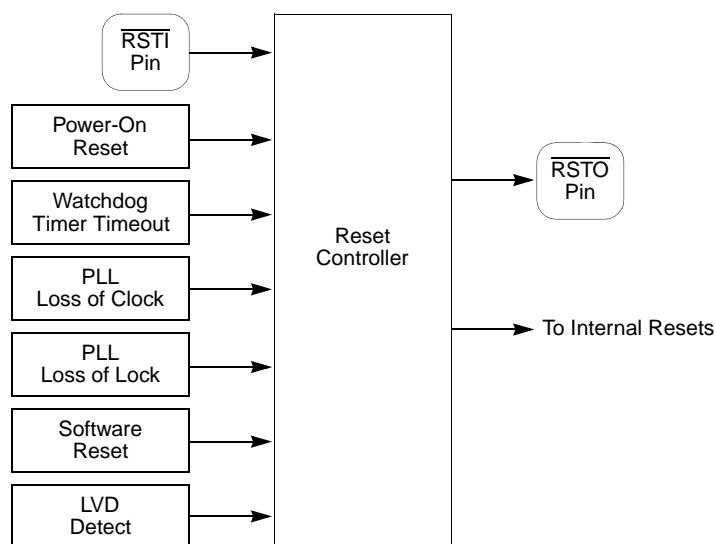 RSTI
Pin
Power-On
Reset
Watchdog
Timer Timeout
PLL
Loss of Clock
PLL
Loss of Lock
Software
Reset
LVD
Detect
Reset
Controller
RSTO
Pin
To Internal Resets